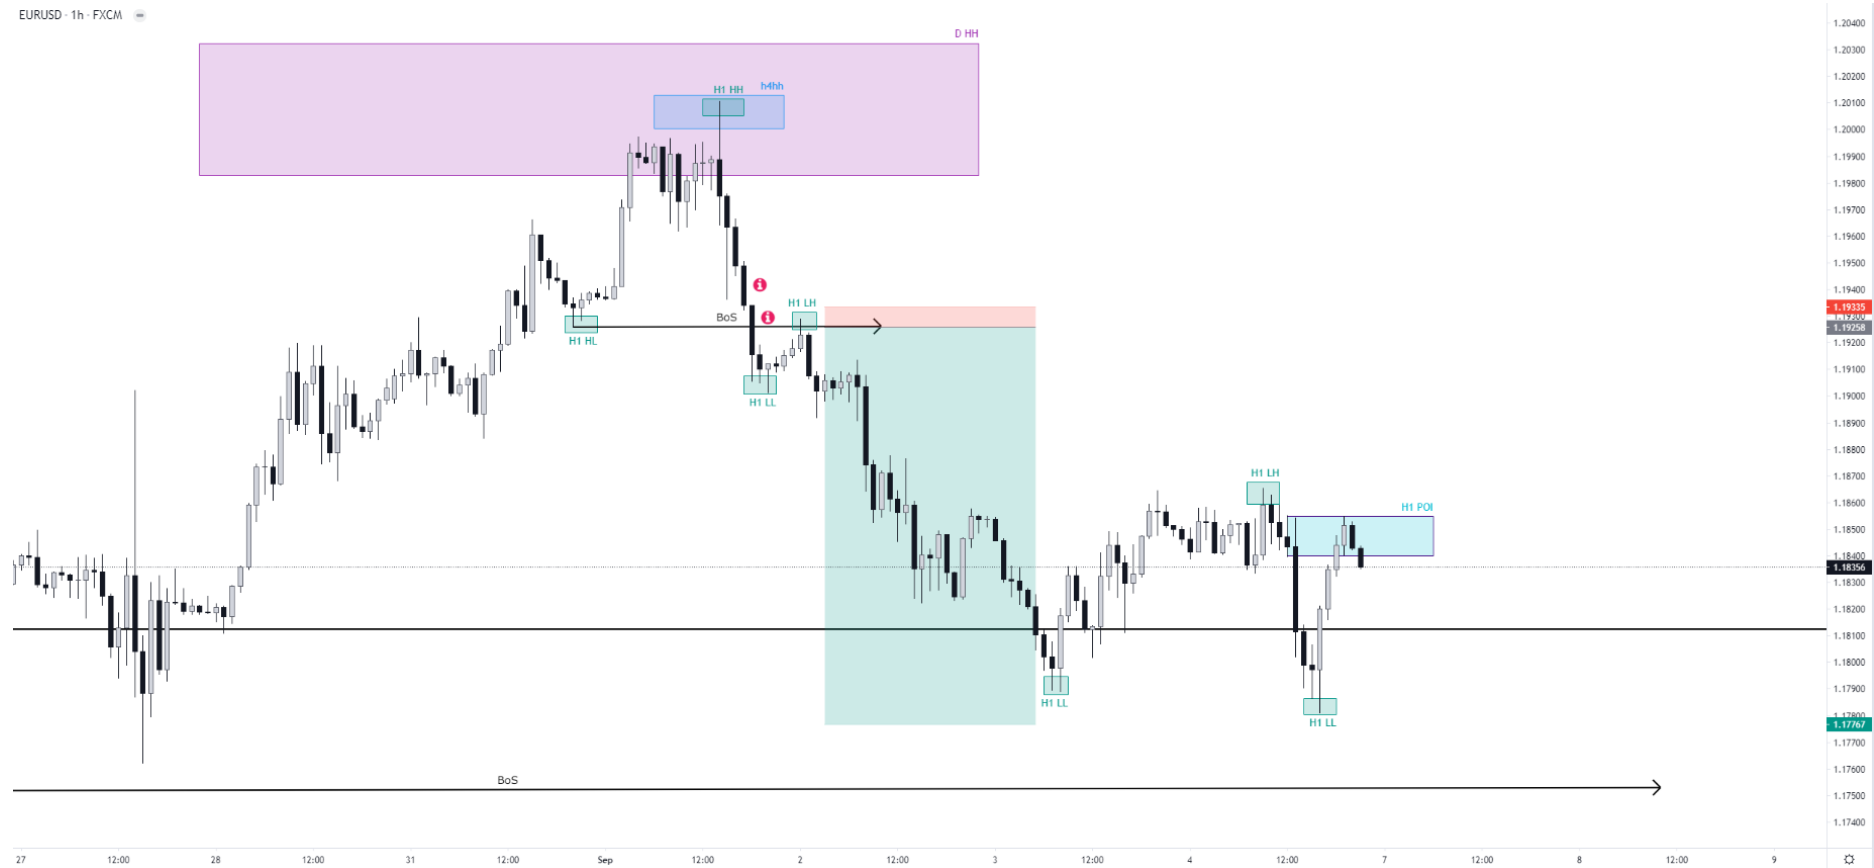 EURUSD · 1h · FXCM
D HH
h4hh
H1 HH
H1 LH
BoS
H1 HL
H1 LL
H1 LH
H1 POI
H1 LL
H1 LL
BoS
1.20400
1.20300
1.20200
1.20100
1.20000
1.19900
1.19800
1.19700
1.19600
1.19500
1.19400
1.19335
1.19300
1.19258
1.19200
1.19100
1.19000
1.18900
1.18800
1.18700
1.18600
1.18500
1.18400
1.18356
1.18300
1.18200
1.18100
1.18000
1.17900
1.17800
1.17767
1.17700
1.17600
1.17500
1.17400
27 12:00 28 12:00 31 12:00 Sep 12:00 2 12:00 3 12:00 4 12:00 7 12:00 8 12:00 9